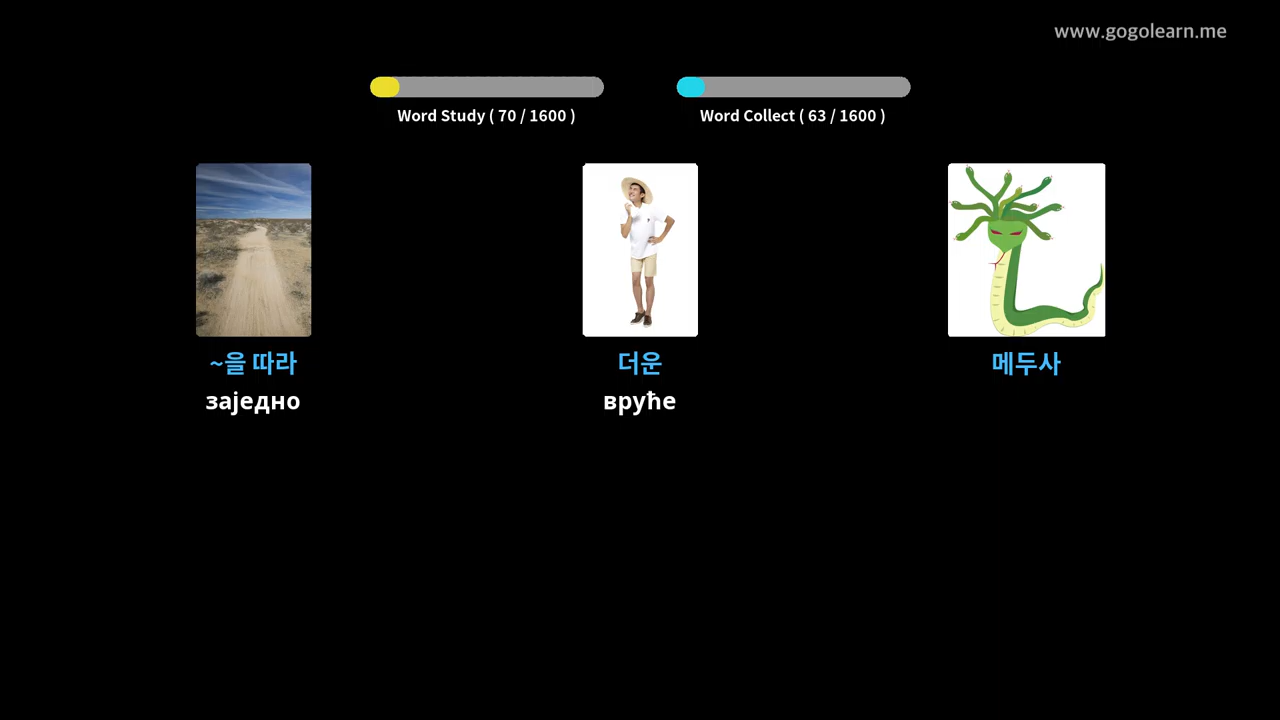 www.gogolearn.me
Word Study ( 70 / 1600 )
Word Collect ( 63 / 1600 )
~을 따라
더운
메두사
заједно
вруће